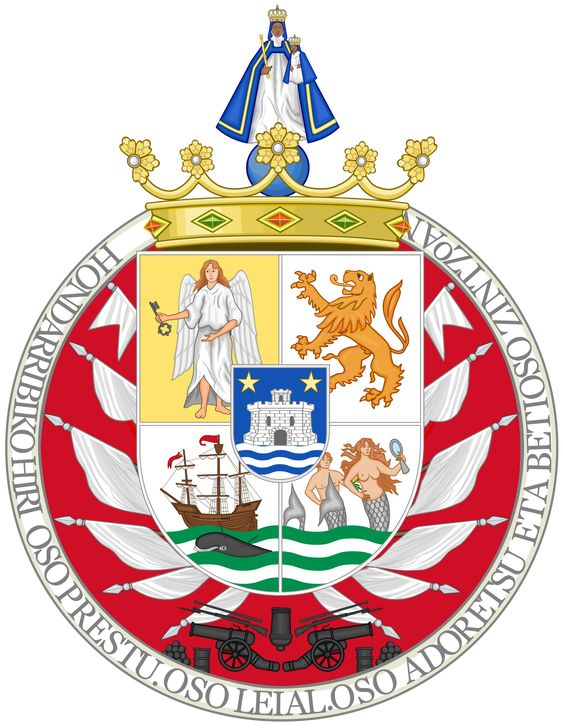 HONDARRIBIKO HIRI OSO PRESTU. OSO LEIAL. OSO ADORETSU ETA BETI OSO ZINTZOA